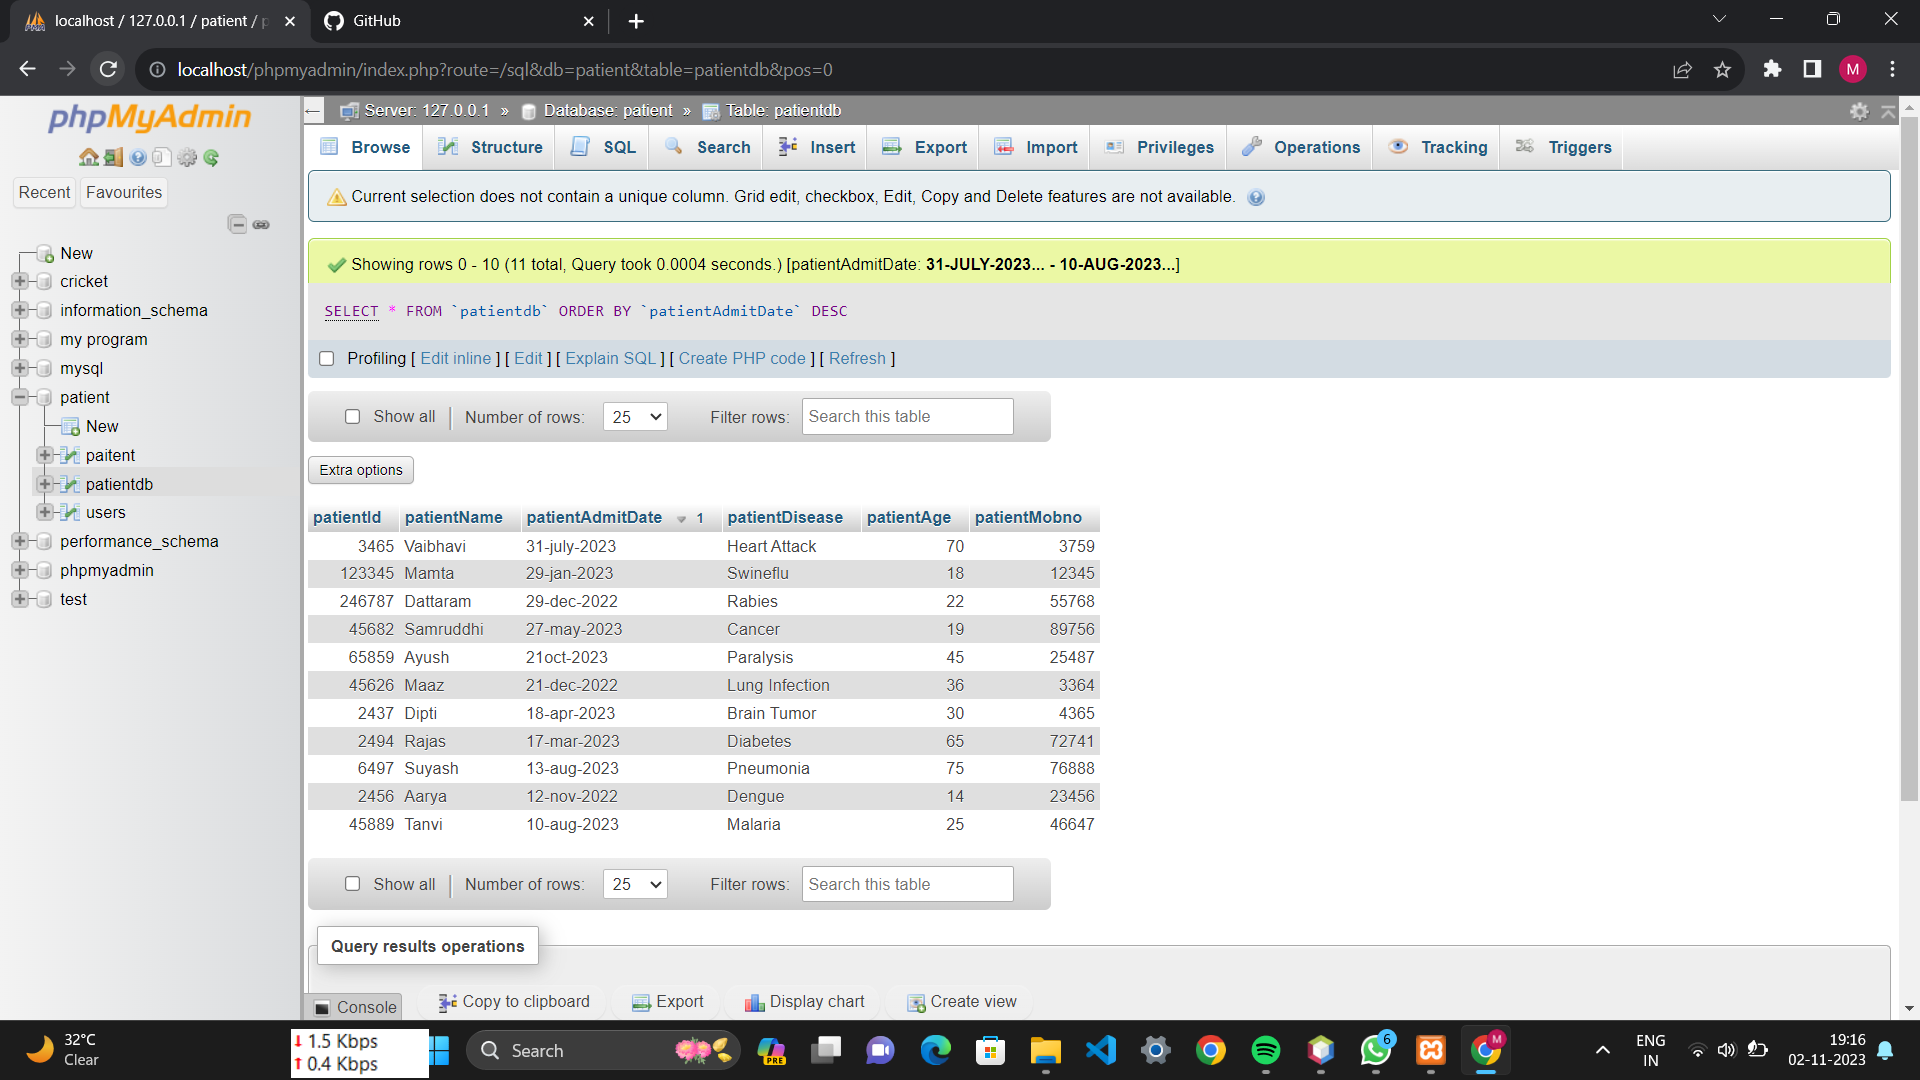 localhost / 127.0.0.1 / patient / p
GitHub
localhost/phpmyadmin/index.php?route=/sql&db=patient&table=patientdb&pos=0
M
phpMyAdmin
Recent
Favourites
New
cricket
information_schema
my program
mysql
patient
New
paitent
patientdb
users
performance_schema
phpmyadmin
test
Server: 127.0.0.1 » Database: patient » Table: patientdb
Browse Structure SQL Search Insert Export Import Privileges Operations Tracking Triggers
Current selection does not contain a unique column. Grid edit, checkbox, Edit, Copy and Delete features are not available.
Showing rows 0 - 10 (11 total, Query took 0.0004 seconds.) [patientAdmitDate: 31-JULY-2023... - 10-AUG-2023...]
SELECT * FROM `patientdb` ORDER BY `patientAdmitDate` DESC
Profiling [ Edit inline ] [ Edit ] [ Explain SQL ] [ Create PHP code ] [ Refresh ]
Show all Number of rows: 25 Filter rows: Search this table
Extra options
patientId patientName patientAdmitDate 1 patientDisease patientAge patientMobno
3465 Vaibhavi 31-july-2023 Heart Attack 70 3759
123345 Mamta 29-jan-2023 Swineflu 18 12345
246787 Dattaram 29-dec-2022 Rabies 22 55768
45682 Samruddhi 27-may-2023 Cancer 19 89756
65859 Ayush 21oct-2023 Paralysis 45 25487
45626 Maaz 21-dec-2022 Lung Infection 36 3364
2437 Dipti 18-apr-2023 Brain Tumor 30 4365
2494 Rajas 17-mar-2023 Diabetes 65 72741
6497 Suyash 13-aug-2023 Pneumonia 75 76888
2456 Aarya 12-nov-2022 Dengue 14 23456
45889 Tanvi 10-aug-2023 Malaria 25 46647
Show all Number of rows: 25 Filter rows: Search this table
Query results operations
Console
Copy to clipboard Export Display chart Create view
32°C
Clear
1.5 Kbps
0.4 Kbps
Search
PRE
6
M
ENG
IN
19:16
02-11-2023